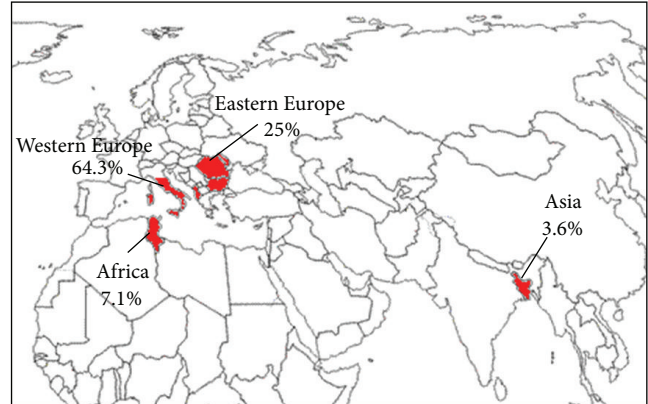 Eastern Europe
25%
Western Europe
64.3%
Asia
3.6%
Africa
7.1%